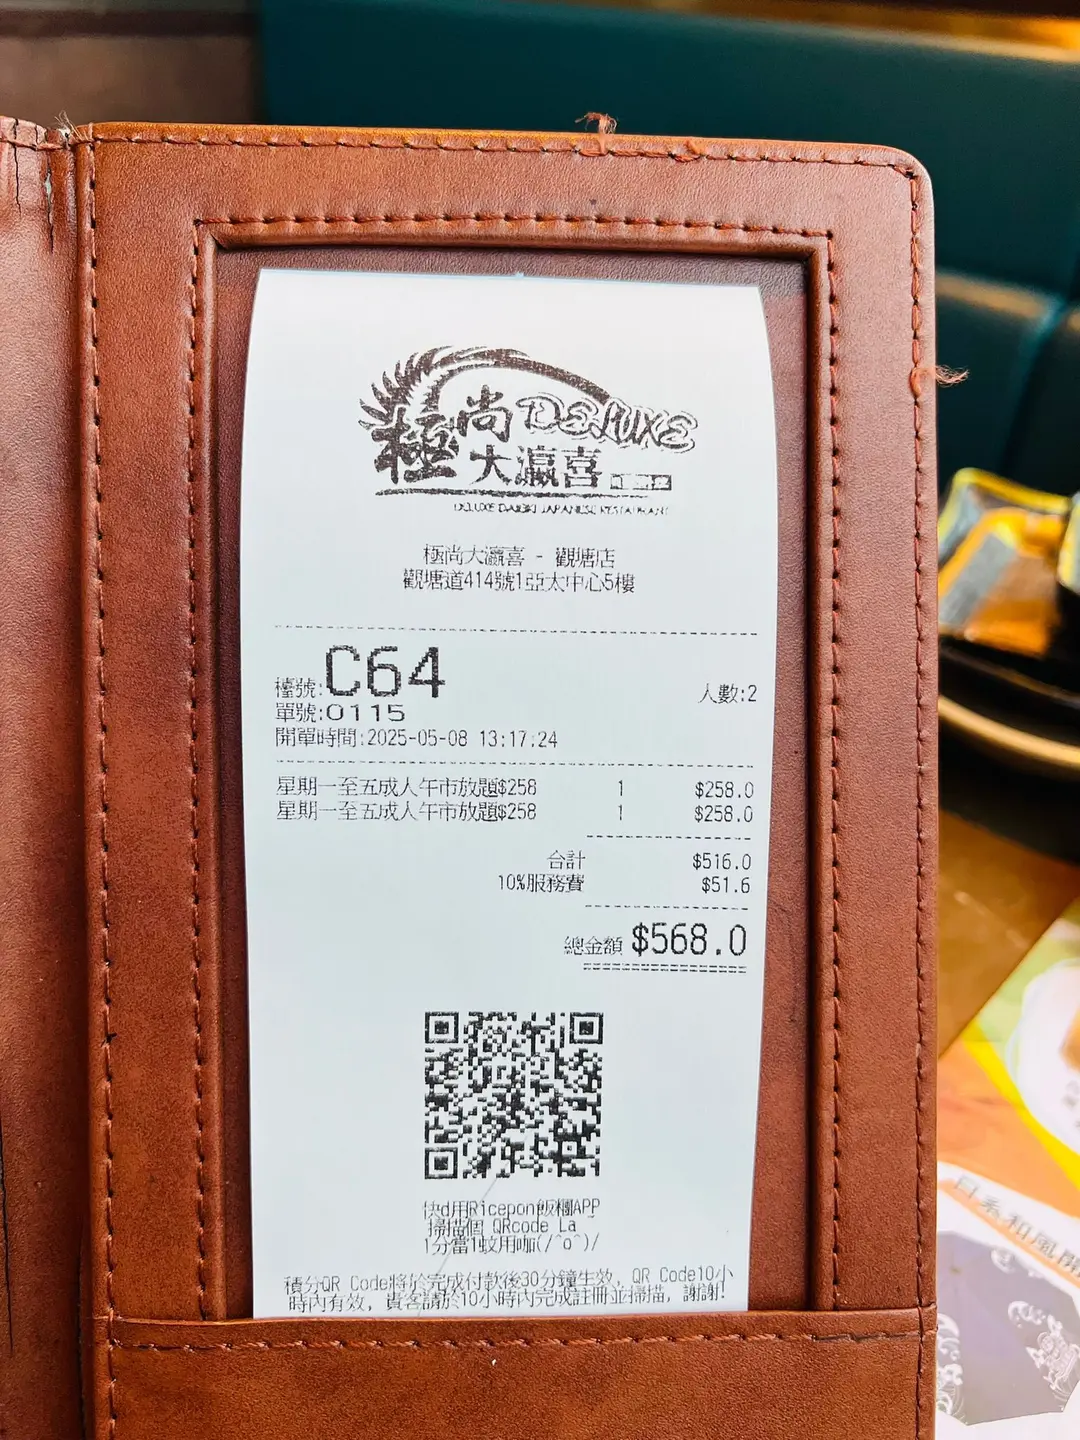 極尚 DELUXE
大瀛喜
DELUXE DAIEKI JAPANESE RESTAURANT
極尚大瀛喜 - 觀塘店
觀塘道414號1亞太中心5樓
檯號:C64 人數:2
單號:0115
開單時間:2025-05-08 13:17:24
星期一至五成人午市放題$258 1 $258.0
星期一至五成人午市放題$258 1 $258.0
合計 $516.0
10%服務費 $51.6
總金額 $568.0
快d用Ricepon飯糰APP
掃描個 QRcode La ~
1分當1蚊用咖(/^o^)/
積分QR Code將於完成付款後30分鐘生效, QR Code10小
時內有效, 貴客請於10小時內完成註冊並掃描, 謝謝!
日系和風